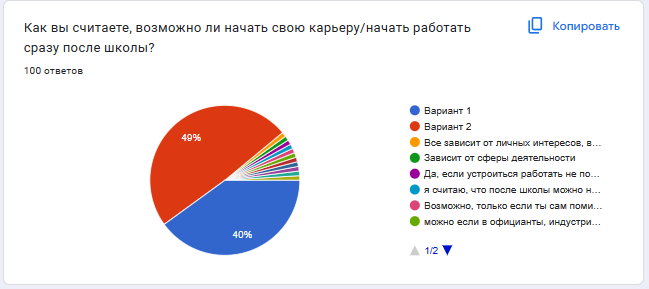 Как вы считаете, возможно ли начать свою карьеру/начать работать
сразу после школы?
Копировать
100 ответов
49%
40%
Вариант 1
Вариант 2
Все зависит от личных интересов, в…
Зависит от сферы деятельности
Да, если устроиться работать не по…
я считаю, что после школы можно н…
Возможно, только если ты сам поми…
можно если в официанты, индустри…
1/2